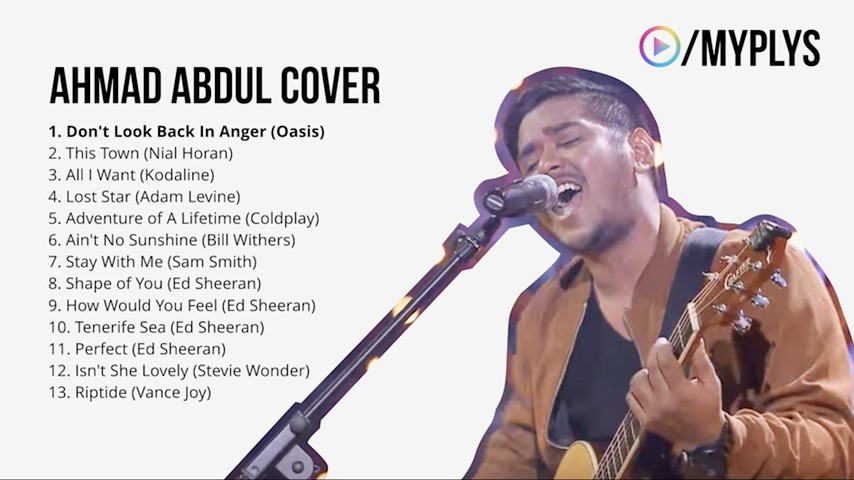 /MYPLYS
AHMAD ABDUL COVER
1. Don't Look Back In Anger (Oasis)
2. This Town (Nial Horan)
3. All I Want (Kodaline)
4. Lost Star (Adam Levine)
5. Adventure of A Lifetime (Coldplay)
6. Ain't No Sunshine (Bill Withers)
7. Stay With Me (Sam Smith)
8. Shape of You (Ed Sheeran)
9. How Would You Feel (Ed Sheeran)
10. Tenerife Sea (Ed Sheeran)
11. Perfect (Ed Sheeran)
12. Isn't She Lovely (Stevie Wonder)
13. Riptide (Vance Joy)